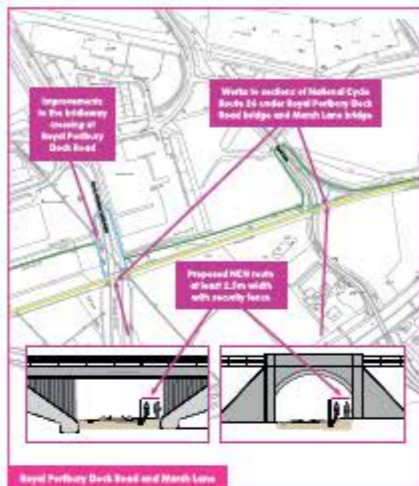 Improvements
to the bridleway
crossing at
Royal Portbury
Dock Road
Works to sections of National Cycle
Route 26 under Royal Portbury Dock
Road bridge and Marsh Lane bridge
Proposed NCN route
at least 2.5m width
with security fence
Royal Portbury Dock Road and Marsh Lane